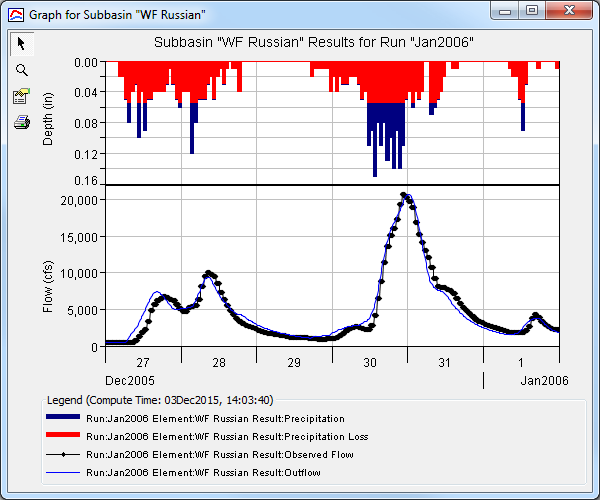 Graph for Subbasin "WF Russian"
Subbasin "WF Russian" Results for Run "Jan2006"
Depth (in)
0.00
0.04
0.08
0.12
0.16
Flow (cfs)
20,000
15,000
10,000
5,000
0
27 28 29 30 31 1
Dec2005 Jan2006
Legend (Compute Time: 03Dec2015, 14:03:40)
Run:Jan2006 Element:WF Russian Result:Precipitation
Run:Jan2006 Element:WF Russian Result:Precipitation Loss
Run:Jan2006 Element:WF Russian Result:Observed Flow
Run:Jan2006 Element:WF Russian Result:Outflow